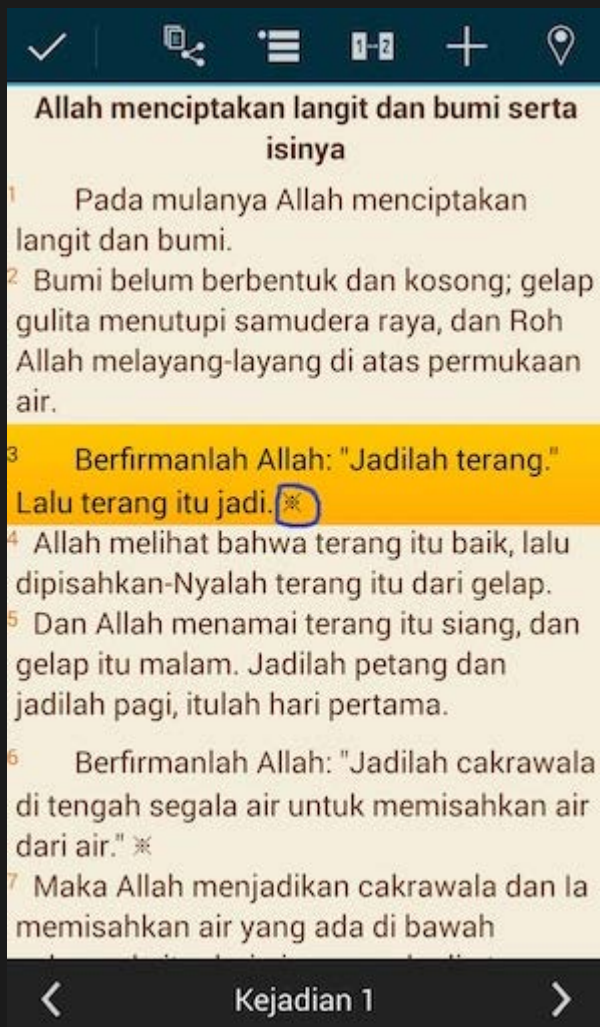 1-2
Allah menciptakan langit dan bumi serta
isinya
1 Pada mulanya Allah menciptakan
langit dan bumi.
2 Bumi belum berbentuk dan kosong; gelap
gulita menutupi samudera raya, dan Roh
Allah melayang-layang di atas permukaan
air.
3 Berfirmanlah Allah: "Jadilah terang."
Lalu terang itu jadi.※
4 Allah melihat bahwa terang itu baik, lalu
dipisahkan-Nyalah terang itu dari gelap.
5 Dan Allah menamai terang itu siang, dan
gelap itu malam. Jadilah petang dan
jadilah pagi, itulah hari pertama.
6 Berfirmanlah Allah: "Jadilah cakrawala
di tengah segala air untuk memisahkan air
dari air." ※
7 Maka Allah menjadikan cakrawala dan Ia
memisahkan air yang ada di bawah
Kejadian 1